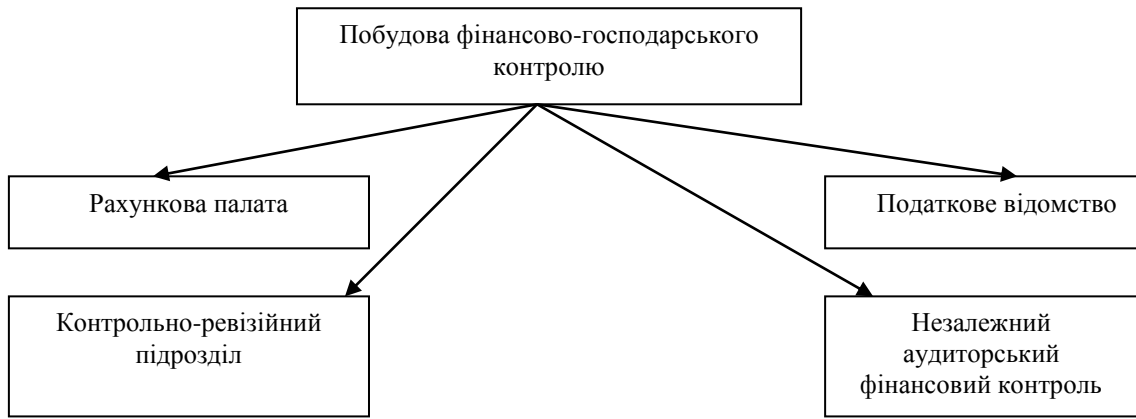 Побудова фінансово-господарського
контролю
Рахункова палата
Податкове відомство
Контрольно-ревізійний
підрозділ
Незалежний
аудиторський
фінансовий контроль